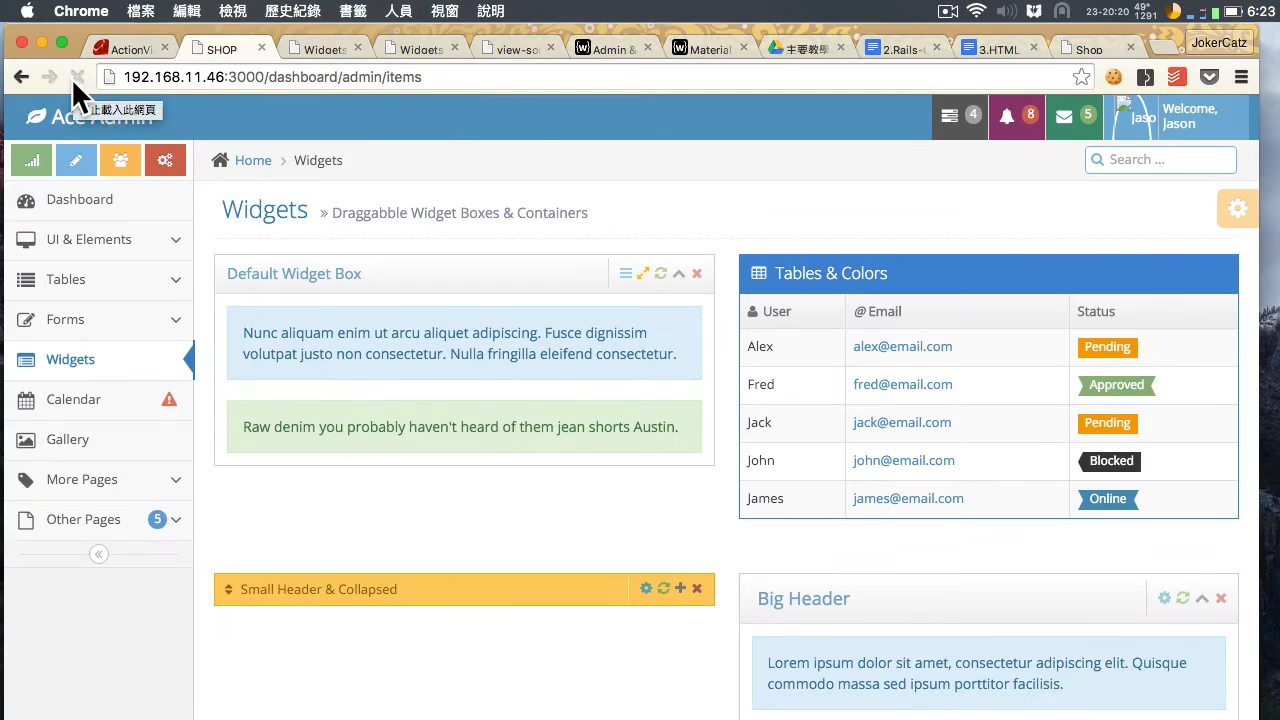 Chrome 檔案 編輯 檢視 歷史紀錄 書籤 人員 視窗 說明 23-20:20 49° 1291 6:23
ActionVi SHOP Widgets Widgets view-so Admin & Material 主要教學 2.Rails-( 3.HTML Shop JokerCatz
192.168.11.46:3000/dashboard/admin/items
止載入此網頁
Ace Admin 4 8 5 Jaso Welcome, Jason
Home Widgets Search ...
Dashboard
UI & Elements
Tables
Forms
Widgets
Calendar
Gallery
More Pages
Other Pages 5
Widgets » Draggabble Widget Boxes & Containers
Default Widget Box
Nunc aliquam enim ut arcu aliquet adipiscing. Fusce dignissim
volutpat justo non consectetur. Nulla fringilla eleifend consectetur.
Raw denim you probably haven't heard of them jean shorts Austin.
Tables & Colors
User @ Email Status
Alex alex@email.com Pending
Fred fred@email.com Approved
Jack jack@email.com Pending
John john@email.com Blocked
James james@email.com Online
Small Header & Collapsed
Big Header
Lorem ipsum dolor sit amet, consectetur adipiscing elit. Quisque
commodo massa sed ipsum porttitor facilisis.